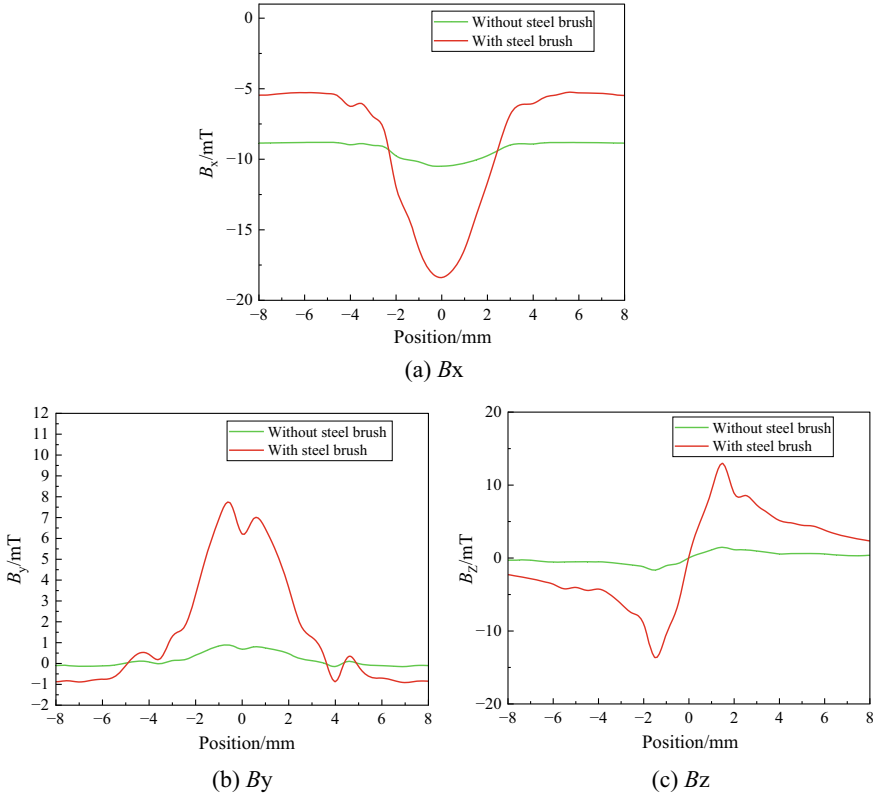 Without steel brush
With steel brush
0
−5
−10
−15
−20
Bx/mT
−8 −6 −4 −2 0 2 4 6 8
Position/mm
(a) Bx
12
11
10
9
8
7
6
5
4
3
2
1
0
−1
−2
By/mT
Without steel brush
With steel brush
−8 −6 −4 −2 0 2 4 6 8
Position/mm
(b) By
20
10
0
−10
−20
BZ/mT
Without steel brush
With steel brush
−8 −6 −4 −2 0 2 4 6 8
Position/mm
(c) Bz